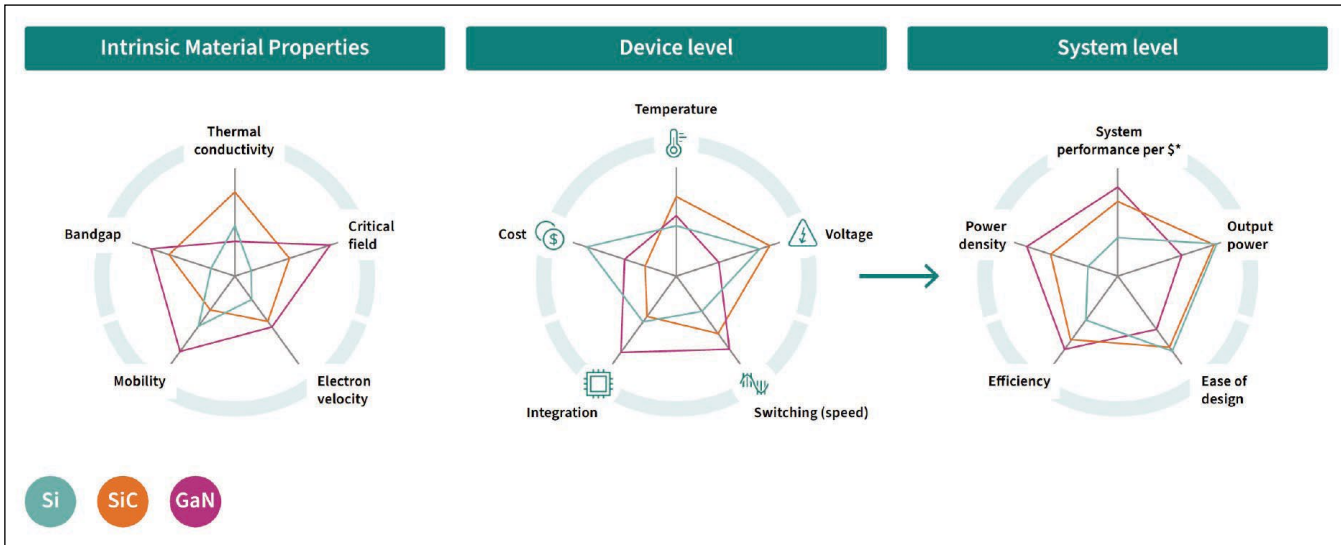 Intrinsic Material Properties
Thermal
conductivity
Bandgap
Critical
field
Mobility
Electron
velocity
Device level
Temperature
Cost
$
Voltage
Integration
Switching (speed)
System level
System
performance per $*
Power
density
Output
power
Efficiency
Ease of
design
Si
SiC
GaN